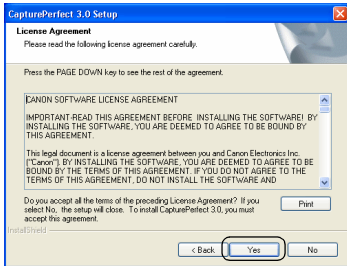 CapturePerfect 3.0 Setup
License Agreement
Please read the following license agreement carefully.
Press the PAGE DOWN key to see the rest of the agreement.
CANON SOFTWARE LICENSE AGREEMENT
IMPORTANT-READ THIS AGREEMENT BEFORE INSTALLING THE SOFTWARE! BY
INSTALLING THE SOFTWARE, YOU ARE DEEMED TO AGREE TO BE BOUND BY
THIS AGREEMENT.
This legal document is a license agreement between you and Canon Electronics Inc.
("Canon"). BY INSTALLING THE SOFTWARE, YOU ARE DEEMED TO AGREE TO BE
BOUND BY THE TERMS OF THIS AGREEMENT. IF YOU DO NOT AGREE TO THE
TERMS OF THIS AGREEMENT, DO NOT INSTALL THE SOFTWARE AND
Do you accept all the terms of the preceding License Agreement? If you
select No, the setup will close. To install CapturePerfect 3.0, you must
accept this agreement.
Print
InstallShield
< Back
Yes
No